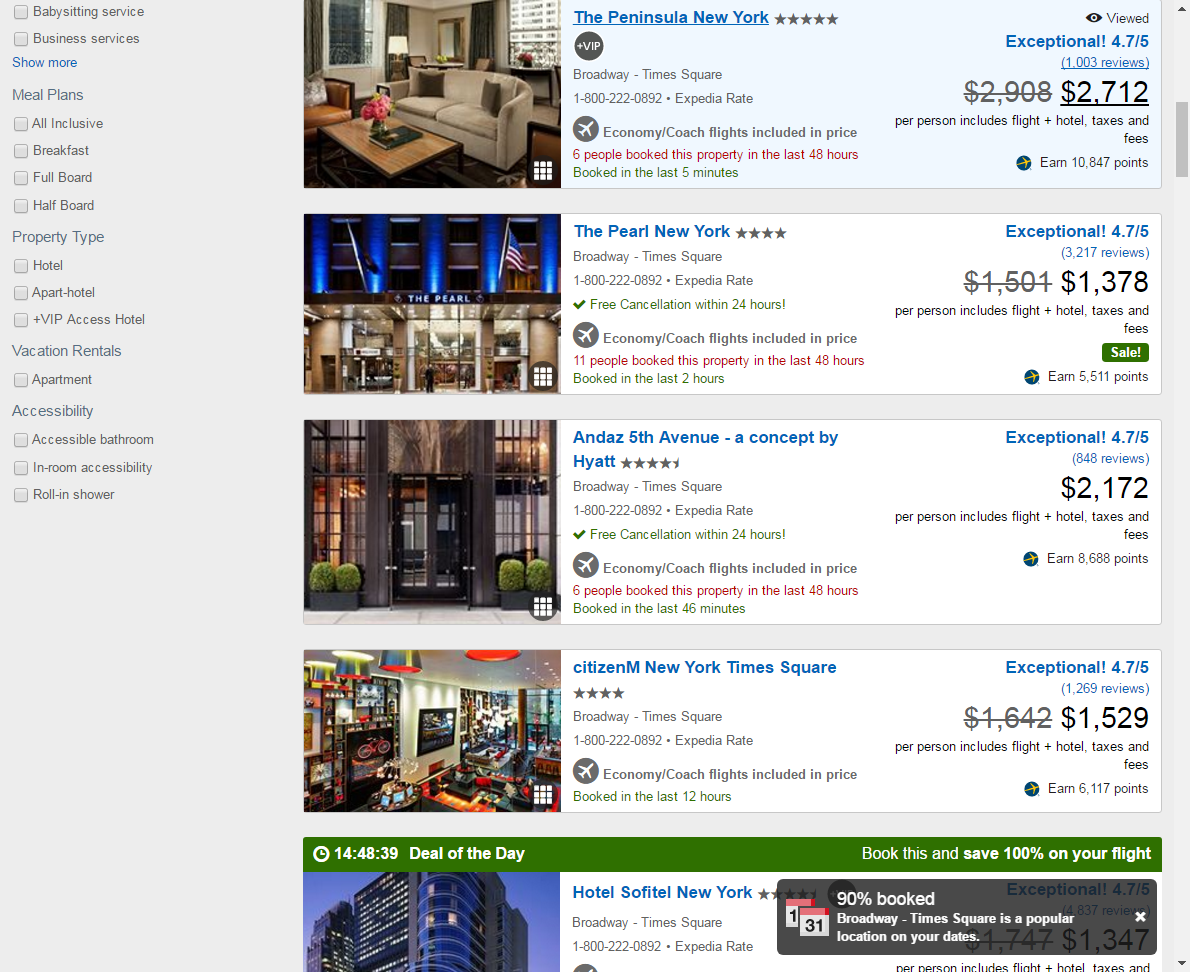 Babysitting service
Business services
Show more
Meal Plans
All Inclusive
Breakfast
Full Board
Half Board
Property Type
Hotel
Apart-hotel
+VIP Access Hotel
Vacation Rentals
Apartment
Accessibility
Accessible bathroom
In-room accessibility
Roll-in shower
The Peninsula New York
+VIP
Broadway - Times Square
1-800-222-0892 • Expedia Rate
Economy/Coach flights included in price
6 people booked this property in the last 48 hours
Booked in the last 5 minutes
Viewed
Exceptional! 4.7/5
(1,003 reviews)
$2,908 $2,712
per person includes flight + hotel, taxes and
fees
Earn 10,847 points
THE PEARL
The Pearl New York
Broadway - Times Square
1-800-222-0892 • Expedia Rate
Free Cancellation within 24 hours!
Economy/Coach flights included in price
11 people booked this property in the last 48 hours
Booked in the last 2 hours
Exceptional! 4.7/5
(3,217 reviews)
$1,501 $1,378
per person includes flight + hotel, taxes and
fees
Sale!
Earn 5,511 points
Andaz 5th Avenue - a concept by
Hyatt
Broadway - Times Square
1-800-222-0892 • Expedia Rate
Free Cancellation within 24 hours!
Economy/Coach flights included in price
6 people booked this property in the last 48 hours
Booked in the last 46 minutes
Exceptional! 4.7/5
(848 reviews)
$2,172
per person includes flight + hotel, taxes and
fees
Earn 8,688 points
citizenM New York Times Square
Broadway - Times Square
1-800-222-0892 • Expedia Rate
Economy/Coach flights included in price
Booked in the last 12 hours
Exceptional! 4.7/5
(1,269 reviews)
$1,642 $1,529
per person includes flight + hotel, taxes and
fees
Earn 6,117 points
14:48:39 Deal of the Day
Book this and save 100% on your flight
Hotel Sofitel New York
Broadway - Times Square
1-800-222-0892 • Expedia Rate
Exceptional! 4.7/5
(4,837 reviews)
$1,747 $1,347
per person includes flight + hotel, taxes and
1
31
90% booked
Broadway - Times Square is a popular
location on your dates.